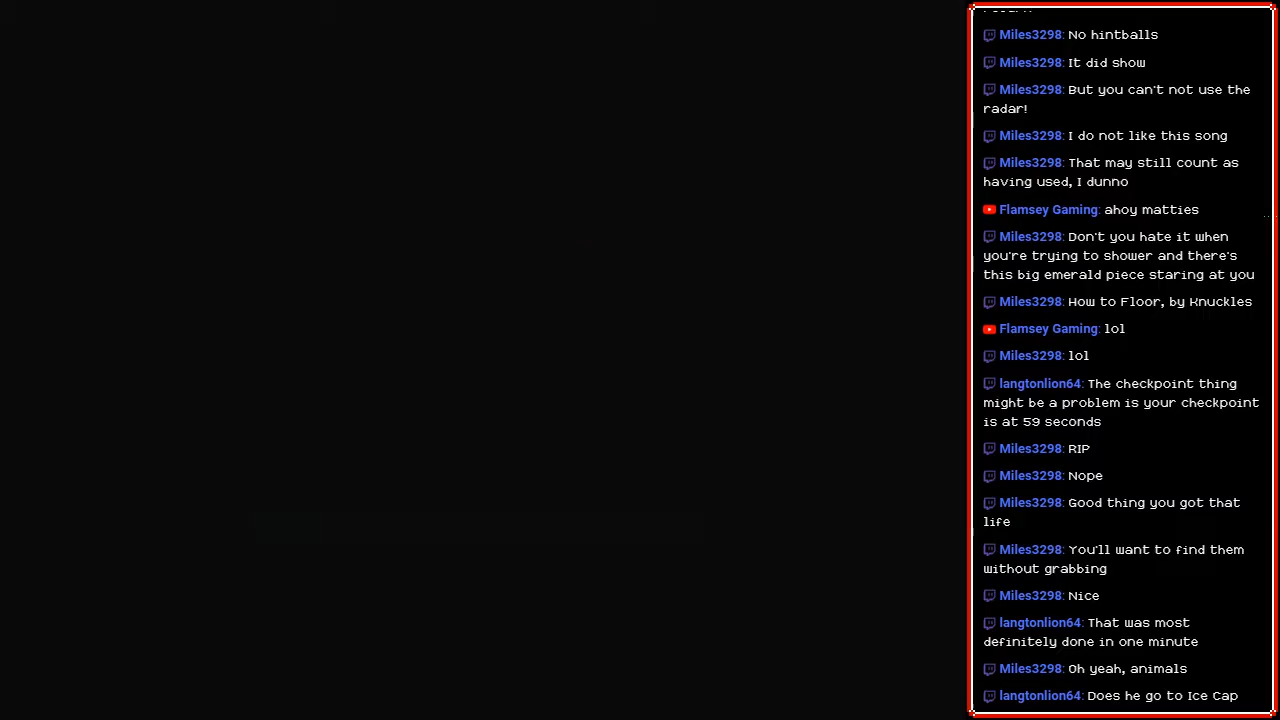 Miles3298: No hintballs
Miles3298: It did show
Miles3298: But you can't not use the
radar!
Miles3298: I do not like this song
Miles3298: That may still count as
having used, I dunno
Flamsey Gaming: ahoy matties
Miles3298: Don't you hate it when
you're trying to shower and there's
this big emerald piece staring at you
Miles3298: How to Floor, by Knuckles
Flamsey Gaming: lol
Miles3298: lol
langtonlion64: The checkpoint thing
might be a problem is your checkpoint
is at 59 seconds
Miles3298: RIP
Miles3298: Nope
Miles3298: Good thing you got that
life
Miles3298: You'll want to find them
without grabbing
Miles3298: Nice
langtonlion64: That was most
definitely done in one minute
Miles3298: Oh yeah, animals
langtonlion64: Does he go to Ice Cap